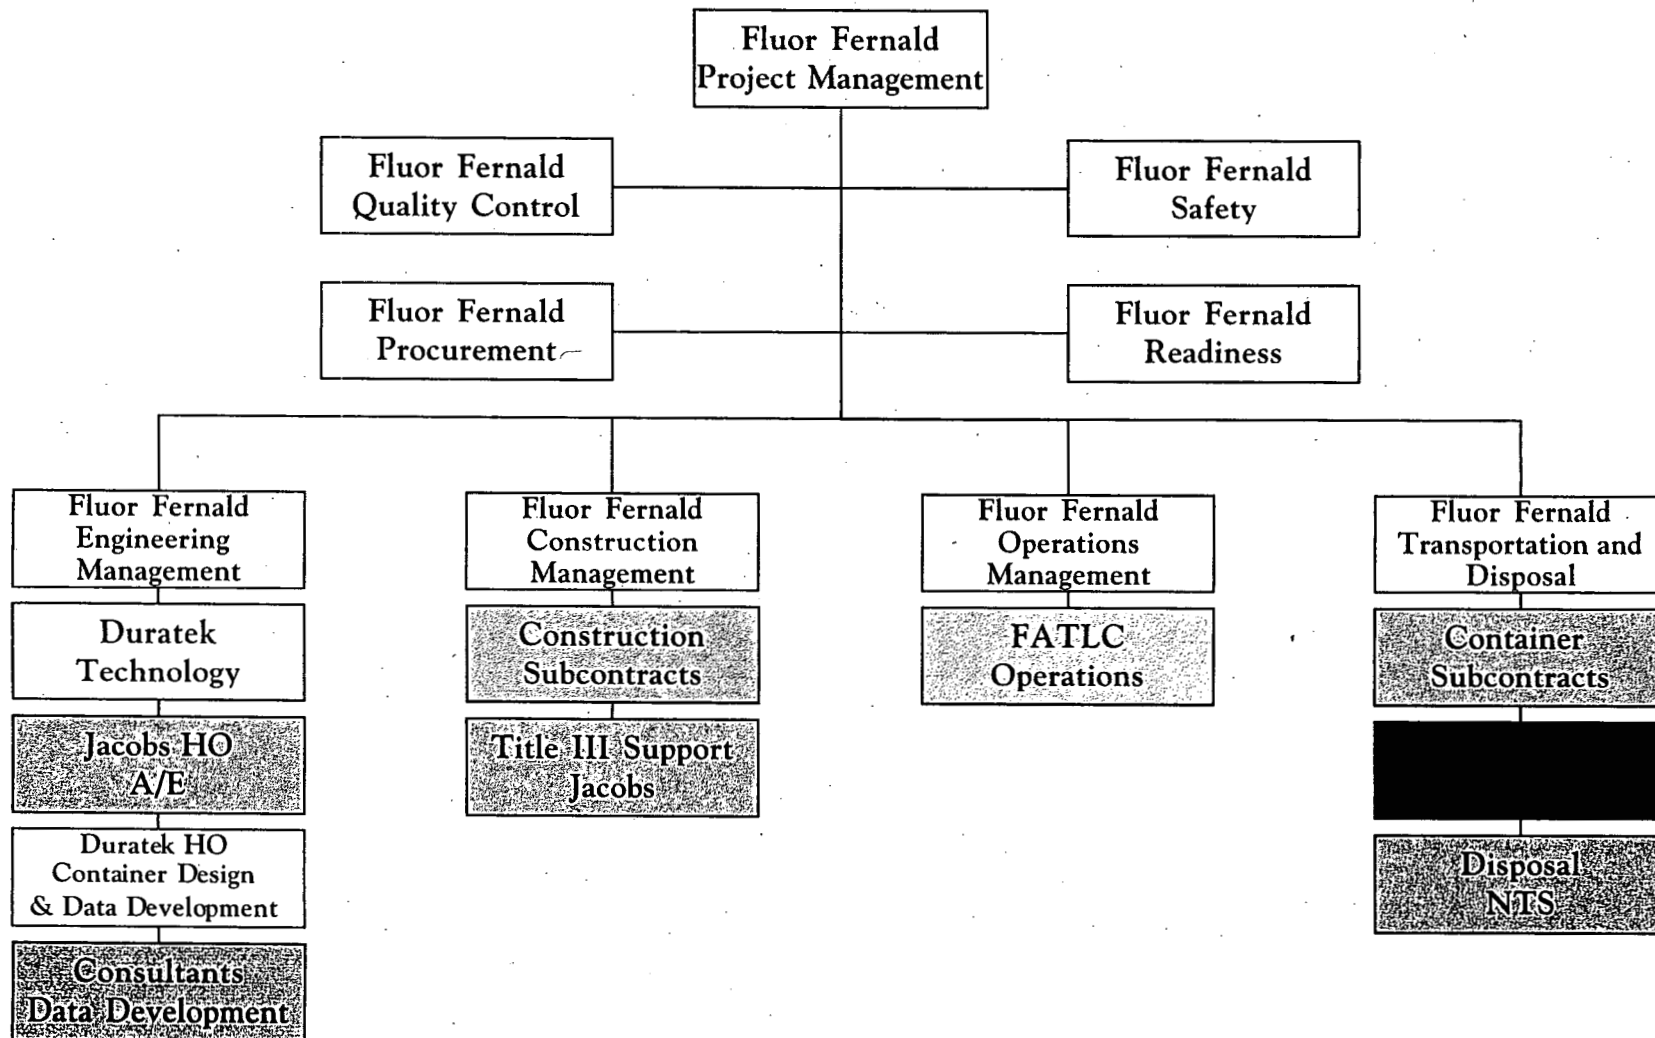 Fluor Fernald
Project Management
Fluor Fernald
Quality Control
Fluor Fernald
Safety
Fluor Fernald
Procurement
Fluor Fernald
Readiness
Fluor Fernald
Engineering
Management
Fluor Fernald
Construction
Management
Fluor Fernald
Operations
Management
Fluor Fernald
Transportation and
Disposal
Duratek
Technology
Construction
Subcontracts
FATLC
Operations
Container
Subcontracts
Jacobs HO
A/E
Title III Support
Jacobs
Duratek HO
Container Design
& Data Development
Disposal
NTS
Consultants
Data Development